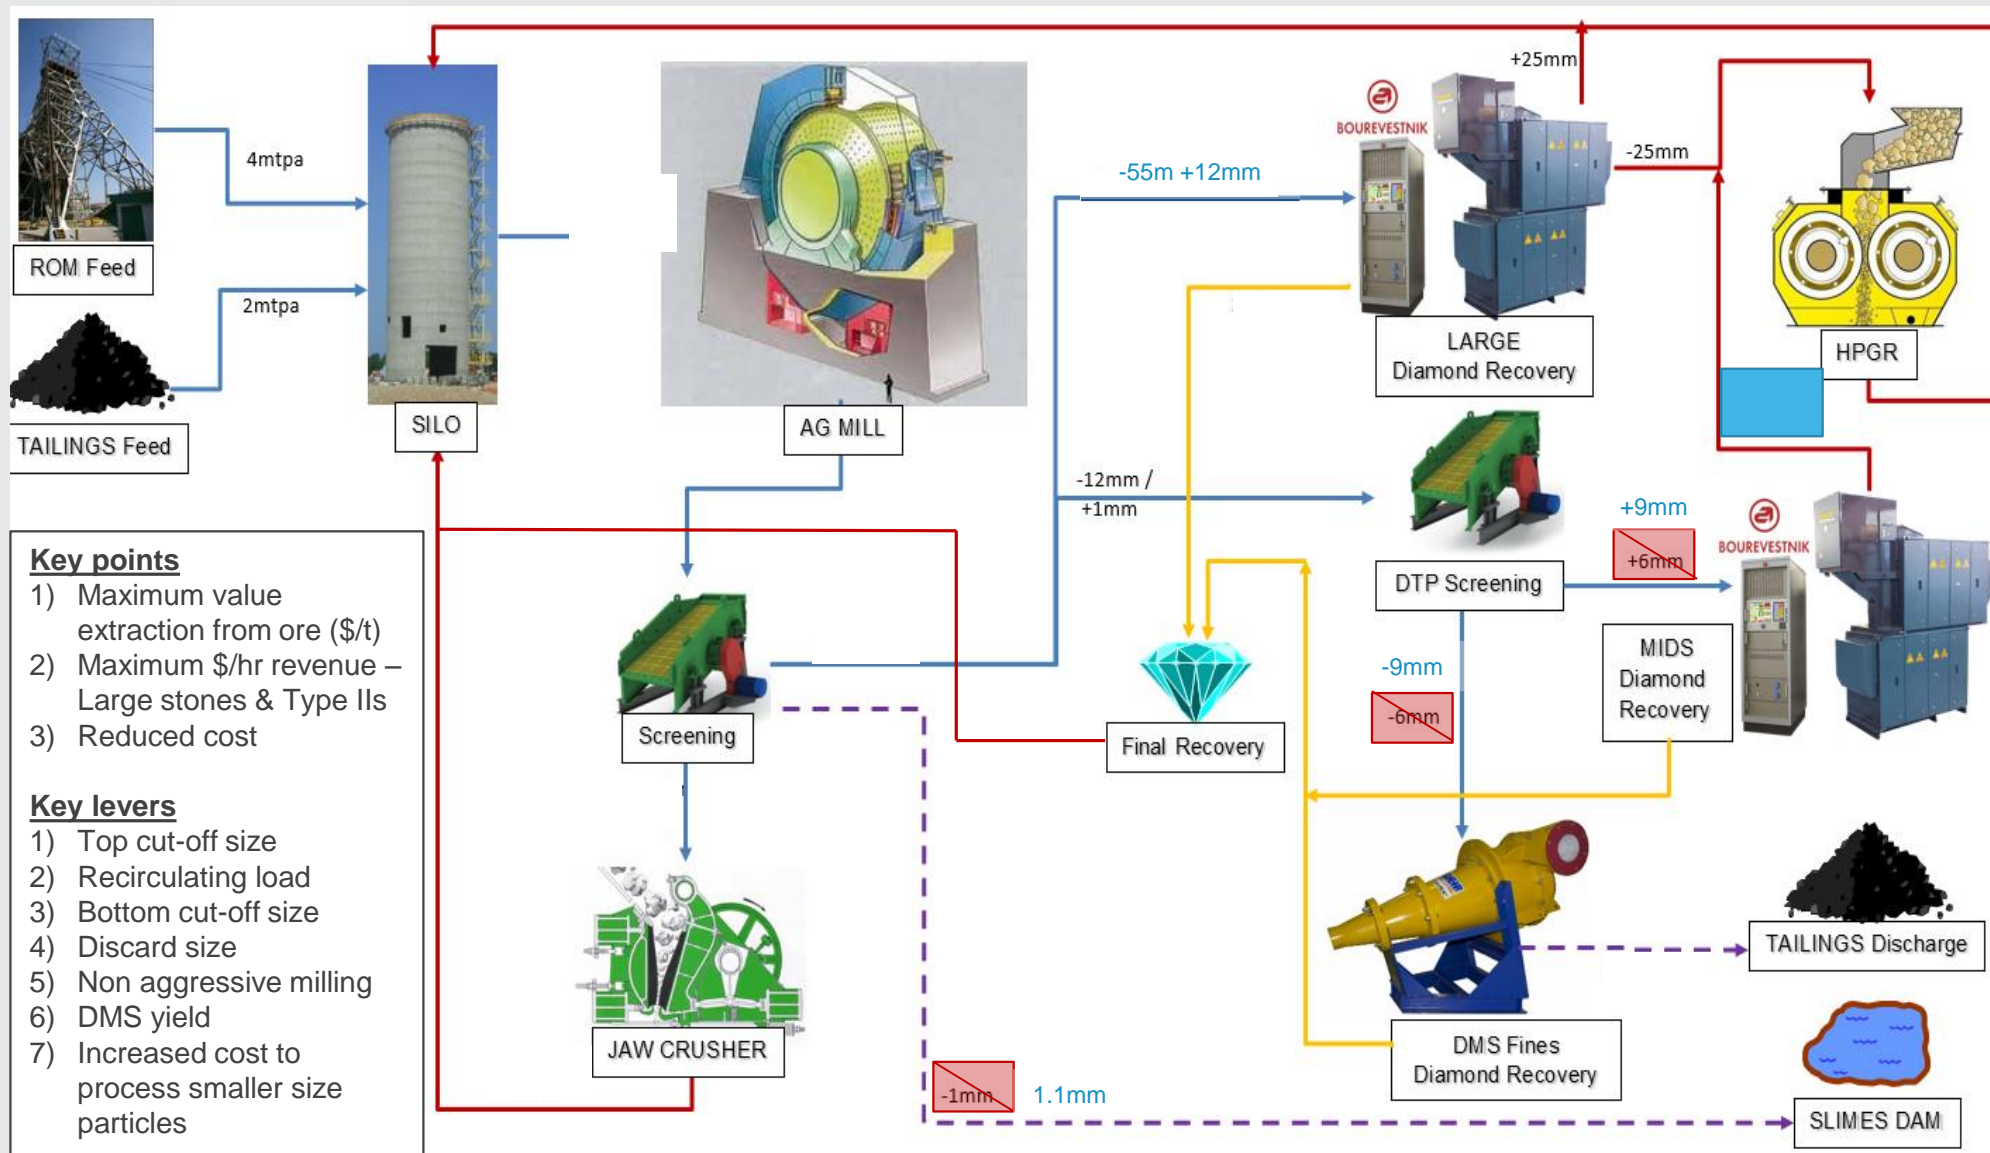 +25mm
BOUREVESTNIK
4mtpa
-25mm
-55m +12mm
ROM Feed
2mtpa
LARGE
Diamond Recovery
HPGR
SILO
AG MILL
TAILINGS Feed
-12mm /
+1mm
+9mm
+6mm
BOUREVESTNIK
DTP Screening
Key points
1) Maximum value
extraction from ore ($/t)
2) Maximum $/hr revenue –
Large stones & Type IIs
3) Reduced cost
Key levers
1) Top cut-off size
2) Recirculating load
3) Bottom cut-off size
4) Discard size
5) Non aggressive milling
6) DMS yield
7) Increased cost to
process smaller size
particles
MIDS
Diamond
Recovery
-9mm
-6mm
Screening
Final Recovery
TAILINGS Discharge
JAW CRUSHER
DMS Fines
Diamond Recovery
-1mm
1.1mm
SLIMES DAM